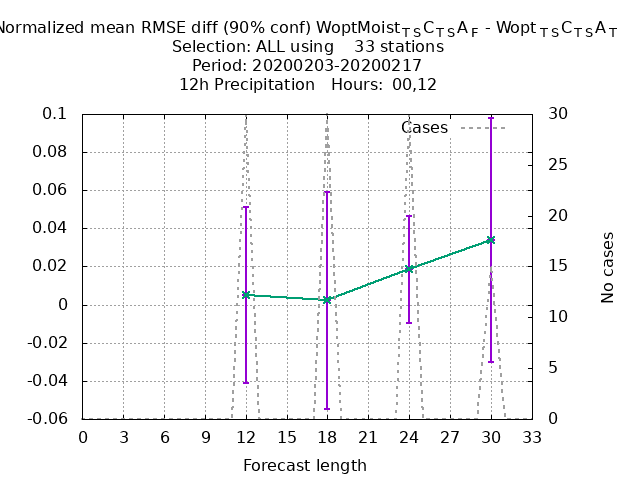 Normalized mean RMSE diff (90% conf) WoptMoist_TS C_TS A_F - Wopt_TS C_TS A_T
Selection: ALL using    33 stations
Period: 20200203-20200217
12h Precipitation   Hours: 00,12
Cases
0.1
0.08
0.06
0.04
0.02
0
-0.02
-0.04
-0.06
30
25
20
15
10
5
0
No cases
0 3 6 9 12 15 18 21 24 27 30 33
Forecast length